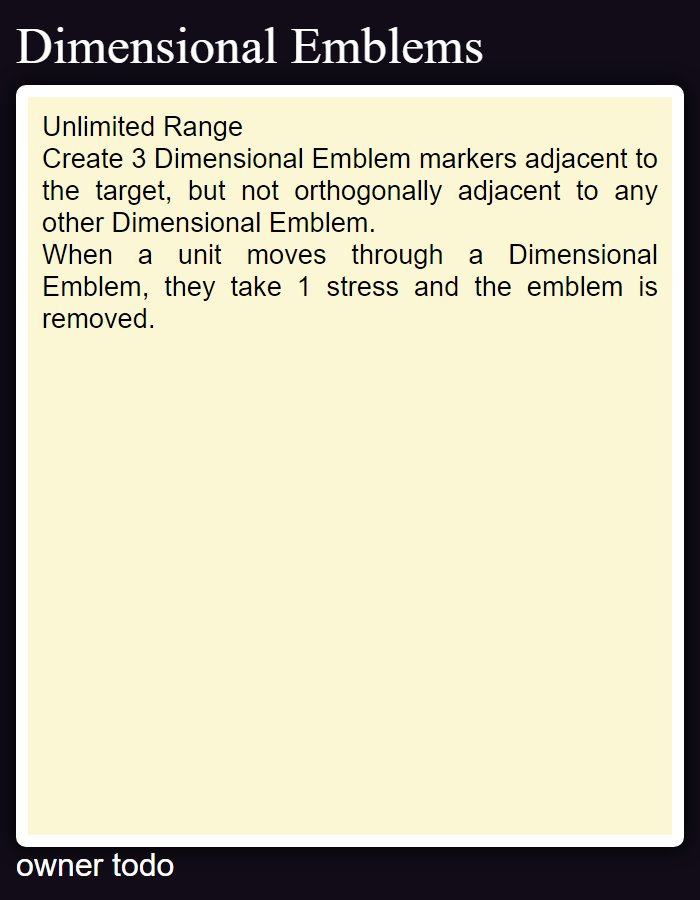 Dimensional Emblems
Unlimited Range
Create 3 Dimensional Emblem markers adjacent to
the target, but not orthogonally adjacent to any
other Dimensional Emblem.
When a unit moves through a Dimensional
Emblem, they take 1 stress and the emblem is
removed.
owner todo